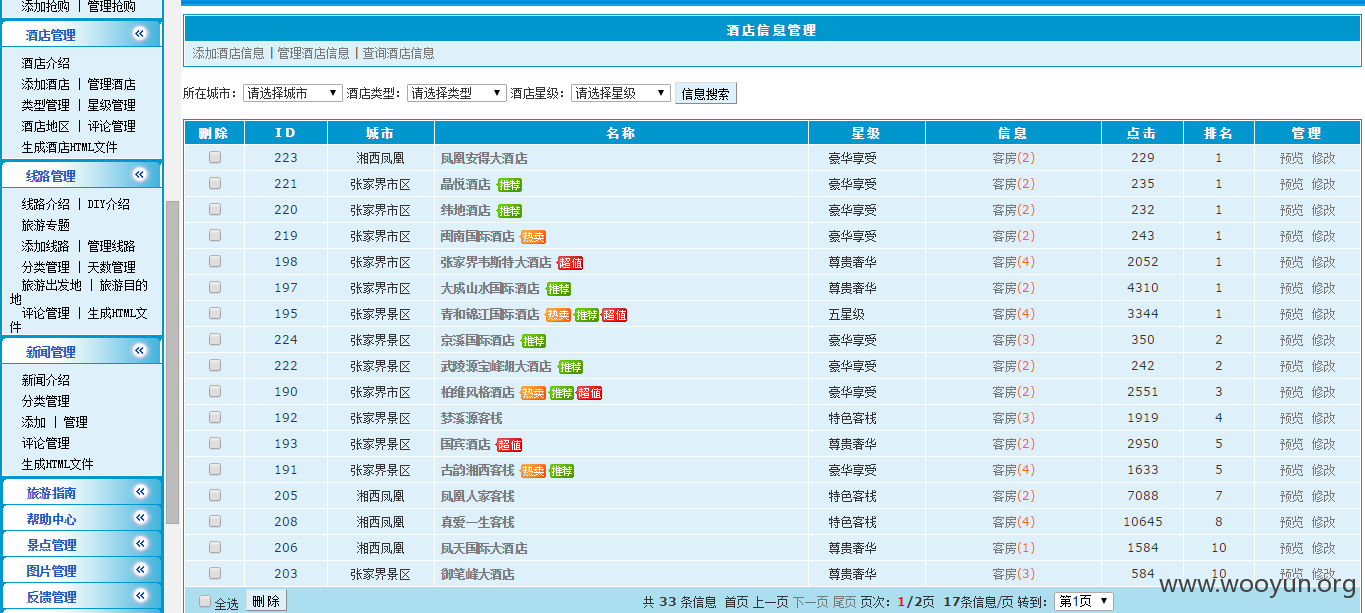 添加抢购 | 管理抢购
酒店管理
酒店介绍
添加酒店 | 管理酒店
类型管理 | 星级管理
酒店地区 | 评论管理
生成酒店HTML文件
线路管理
线路介绍 | DIY介绍
旅游专题
添加线路 | 管理线路
分类管理 | 天数管理
旅游出发地 | 旅游目的
地
评论管理 | 生成HTML文
件
新闻管理
新闻介绍
分类管理
添加 | 管理
评论管理
生成HTML文件
旅游指南
帮助中心
景点管理
图片管理
反馈管理
酒店信息管理
添加酒店信息 | 管理酒店信息 | 查询酒店信息
所在城市: 请选择城市 酒店类型: 请选择类型 酒店星级: 请选择星级 信息搜索
删除 ID 城市 名称 星级 信息 点击 排名 管理
223 湘西凤凰 凤凰安得大酒店 豪华享受 客房(2) 229 1 预览 修改
221 张家界市区 晶悦酒店 推荐 豪华享受 客房(2) 235 1 预览 修改
220 张家界市区 纬地酒店 推荐 豪华享受 客房(2) 232 1 预览 修改
219 张家界市区 闽南国际酒店 热卖 豪华享受 客房(2) 243 1 预览 修改
198 张家界市区 张家界韦斯特大酒店 超值 尊贵奢华 客房(4) 2052 1 预览 修改
197 张家界市区 大成山水国际酒店 推荐 尊贵奢华 客房(2) 4310 1 预览 修改
195 张家界市区 青和锦江国际酒店 热卖 推荐 超值 五星级 客房(4) 3344 1 预览 修改
224 张家界景区 京溪国际酒店 推荐 豪华享受 客房(3) 350 2 预览 修改
222 张家界景区 武陵源宝峰湖大酒店 推荐 豪华享受 客房(2) 242 2 预览 修改
190 张家界市区 柏维风格酒店 热卖 推荐 超值 豪华享受 客房(2) 2551 3 预览 修改
192 张家界景区 梦溪源客栈 特色客栈 客房(3) 1919 4 预览 修改
193 张家界景区 国宾酒店 超值 尊贵奢华 客房(2) 2950 5 预览 修改
191 张家界景区 古韵湘西客栈 热卖 推荐 豪华享受 客房(4) 1633 5 预览 修改
205 湘西凤凰 凤凰人家客栈 特色客栈 客房(2) 7088 7 预览 修改
208 湘西凤凰 真爱一生客栈 特色客栈 客房(4) 10645 8 预览 修改
206 湘西凤凰 凤天国际大酒店 尊贵奢华 客房(1) 1584 10 预览 修改
203 张家界景区 御笔峰大酒店 尊贵奢华 客房(3) 584 10 预览 修改
全选 删除 共 33 条信息 首页 上一页 下一页 尾页 页次: 1/2页 17条信息/页 转到: 第1页
www.wooyun.org